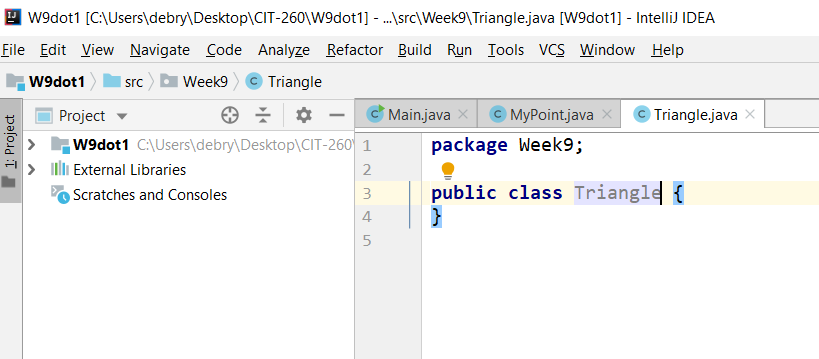 W9dot1 [C:\Users\debry\Desktop\CIT-260\W9dot1] - ...\src\Week9\Triangle.java [W9dot1] - IntelliJ IDEA
File Edit View Navigate Code Analyze Refactor Build Run Tools VCS Window Help
W9dot1 src Week9 C Triangle
1: Project
Project
C Main.java C MyPoint.java C Triangle.java
W9dot1 C:\Users\debry\Desktop\CIT-260\
External Libraries
Scratches and Consoles
1 package Week9;
2
3 public class Triangle {
4 }
5